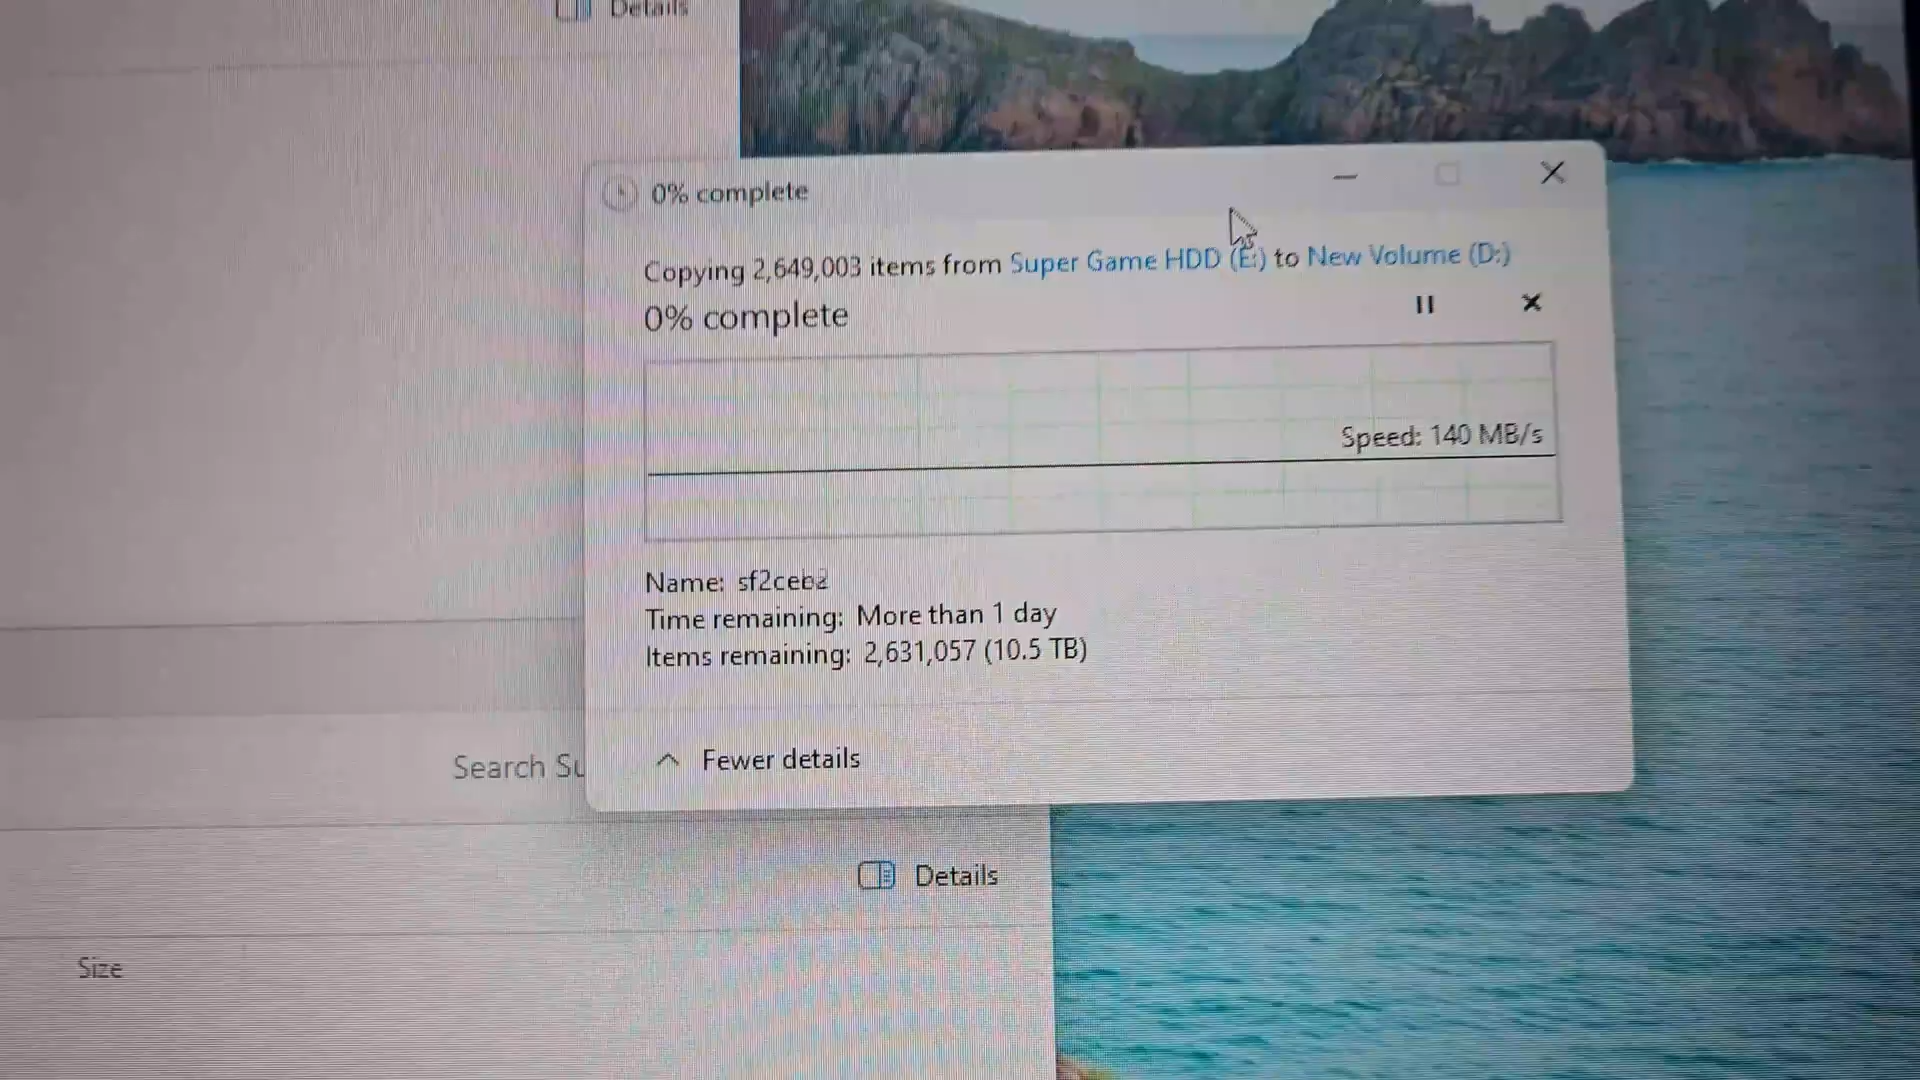 Details
0% complete
Copying 2,649,003 items from Super Game HDD (E:) to New Volume (D:)
0% complete
Speed: 140 MB/s
Name:
Time remaining: More than 1 day
Items remaining: 2,631,057 (10.5 TB)
Search Su
Fewer details
Details
Size